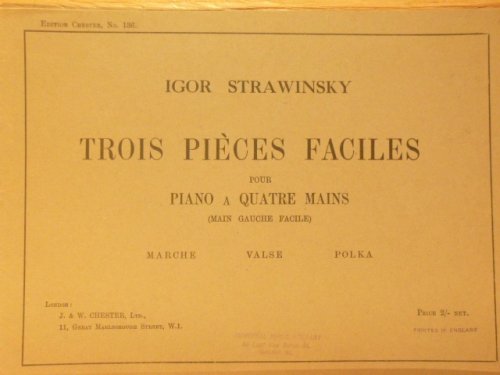 EDITION CHESTER, No. 136.
IGOR STRAWINSKY
TROIS PIÈCES FACILES
POUR
PIANO A QUATRE MAINS
(MAIN GAUCHE FACILE)
MARCHE VALSE POLKA
LONDON:
J. & W. CHESTER, LTD.,
11, GREAT MARLBOROUGH STREET, W.1.
PRICE 2/- NET.
PRINTED IN ENGLAND